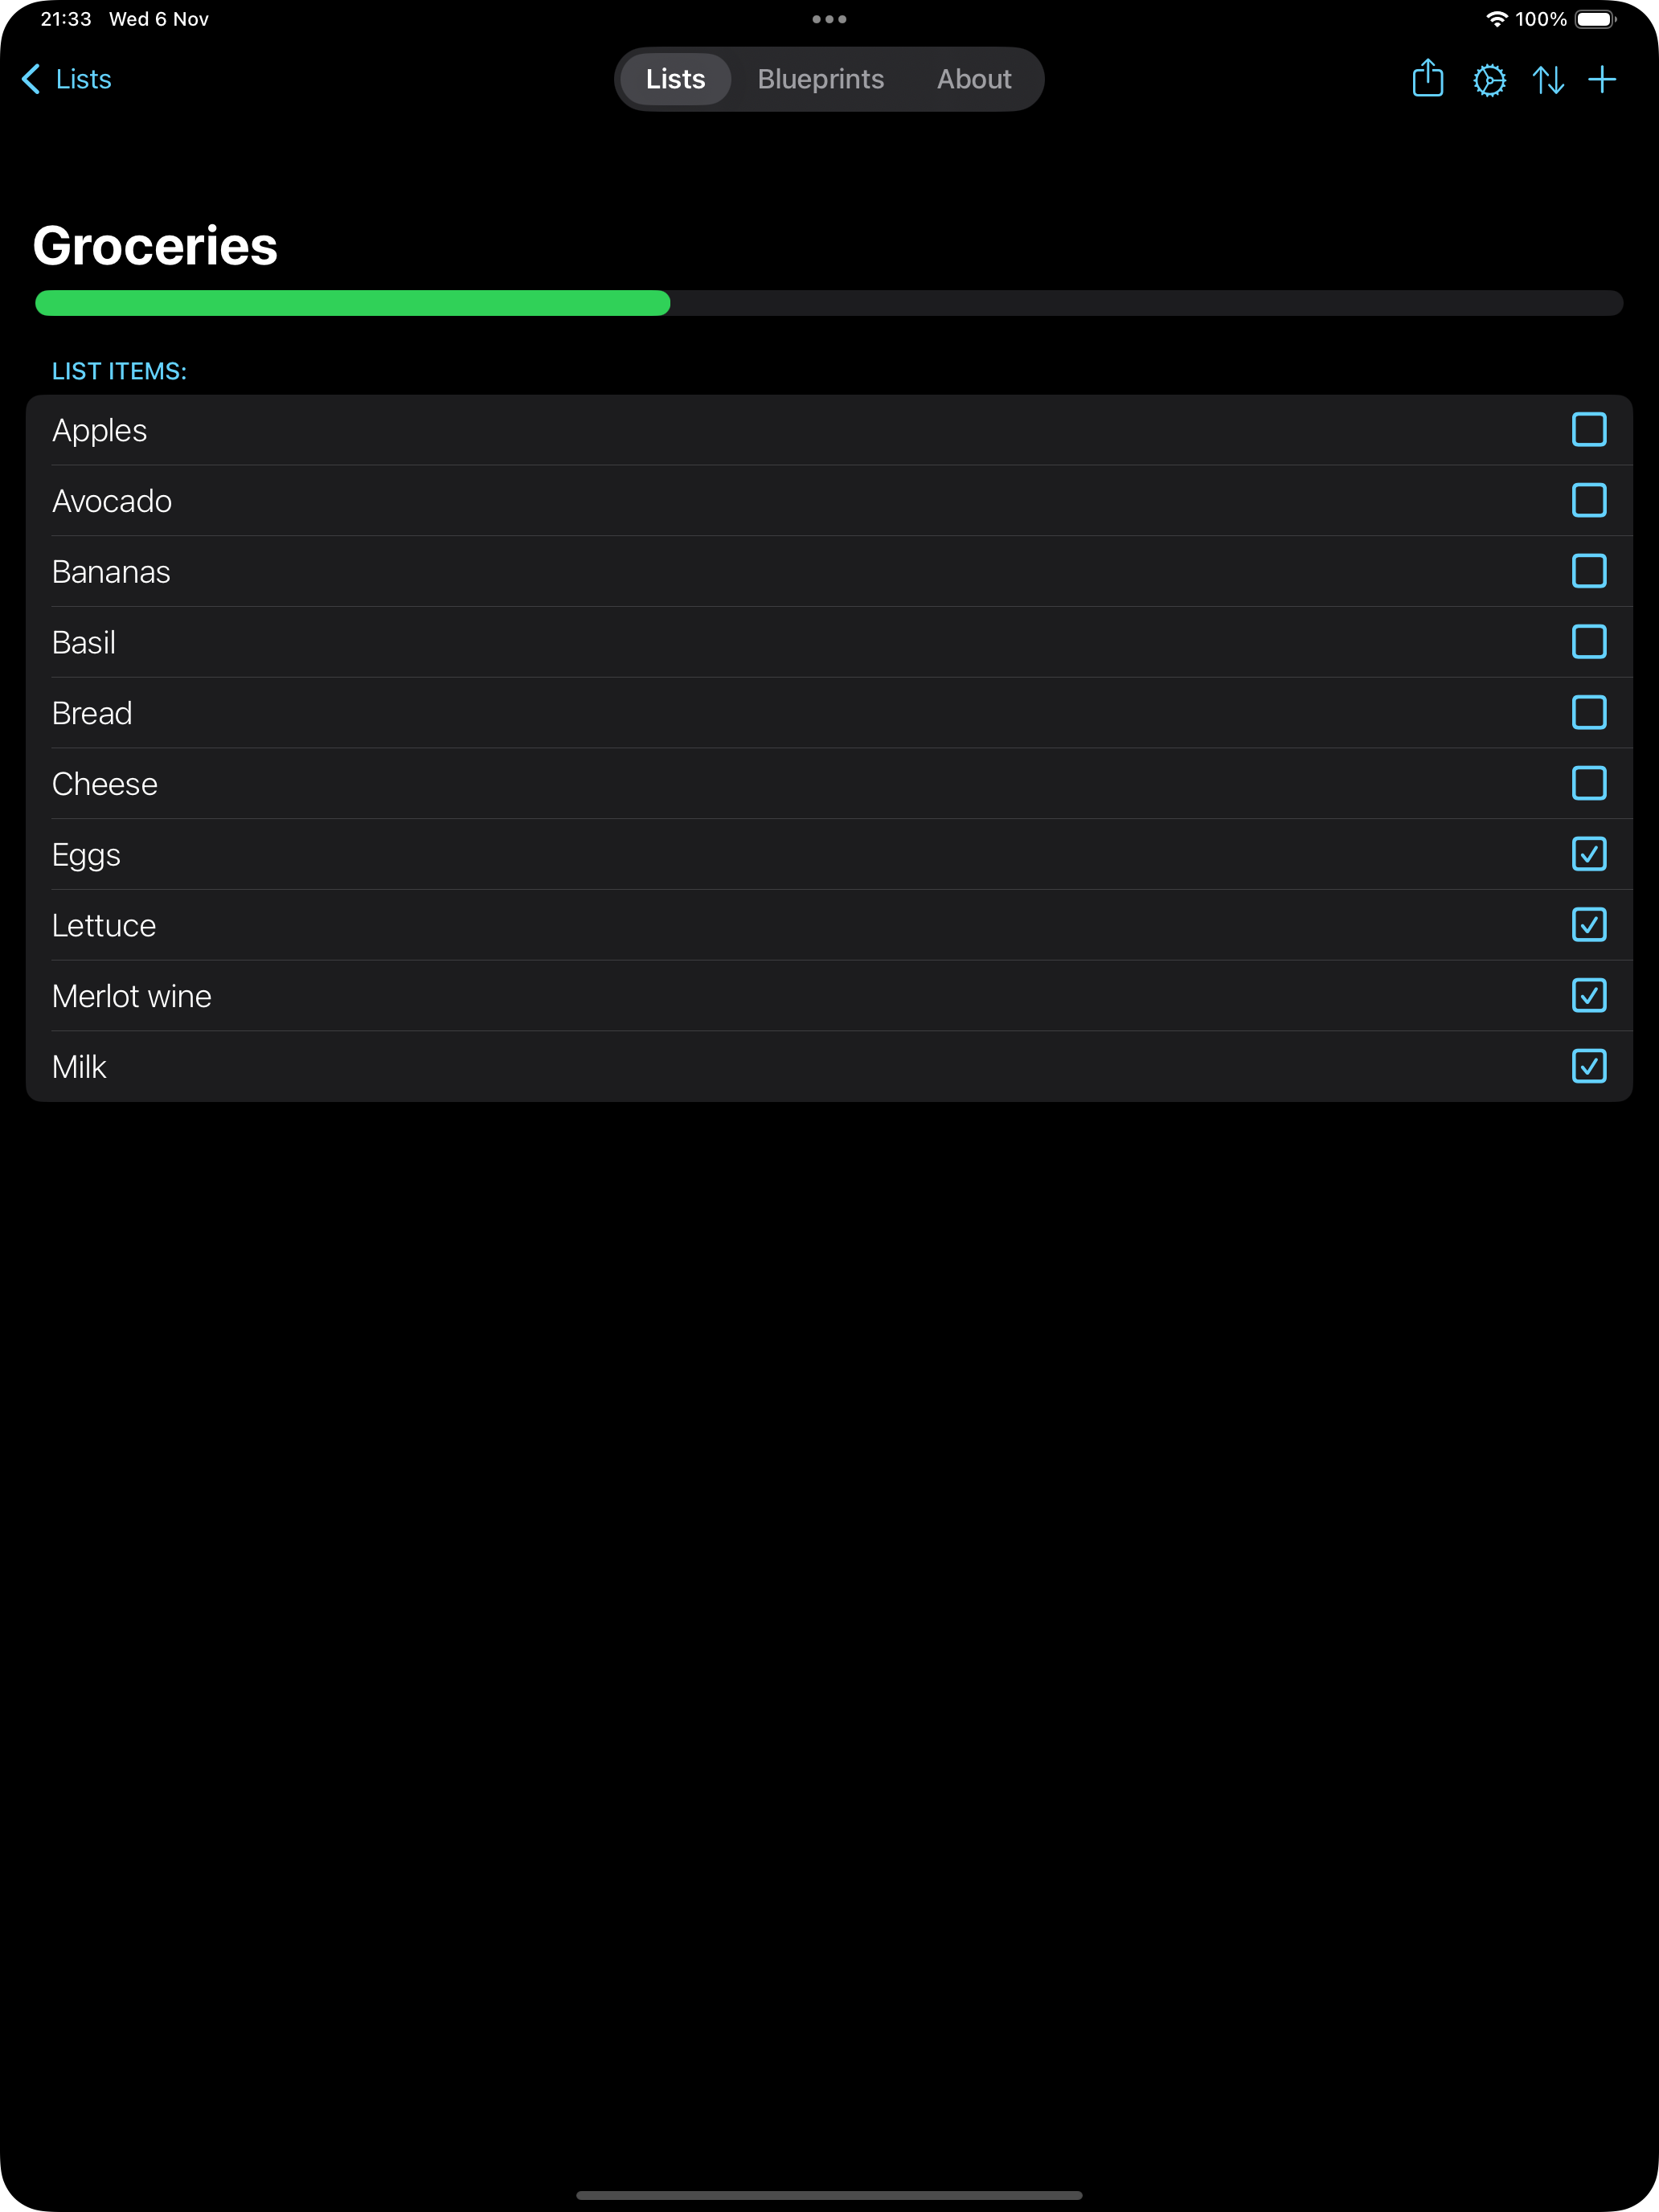 21:33 Wed 6 Nov
100%
Lists
Lists Blueprints About
Groceries
LIST ITEMS:
Apples
Avocado
Bananas
Basil
Bread
Cheese
Eggs
Lettuce
Merlot wine
Milk